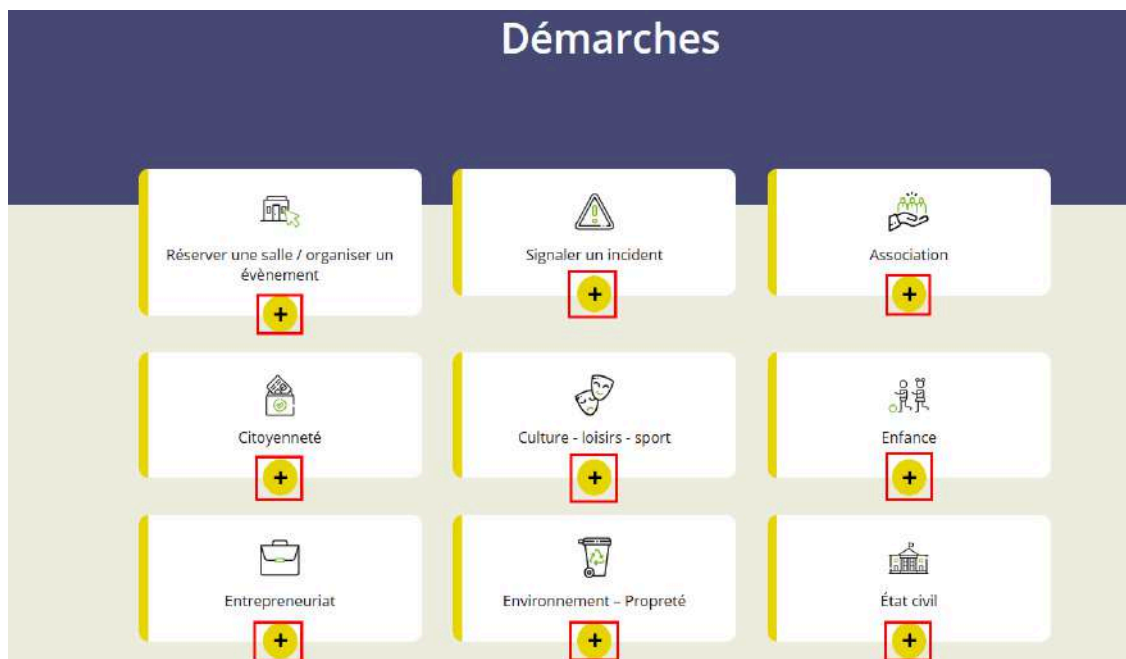 Démarches
Réserver une salle / organiser un
évènement
+
Signaler un incident
+
Association
+
Citoyenneté
+
Culture - loisirs - sport
+
Enfance
+
Entrepreneuriat
+
Environnement – Propreté
+
État civil
+